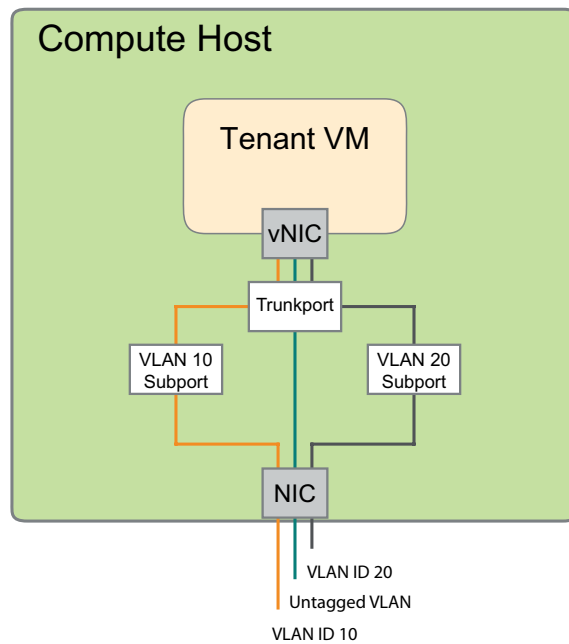 Compute Host
Tenant VM
vNIC
Trunkport
VLAN 10
Subport
VLAN 20
Subport
NIC
VLAN ID 20
Untagged VLAN
VLAN ID 10